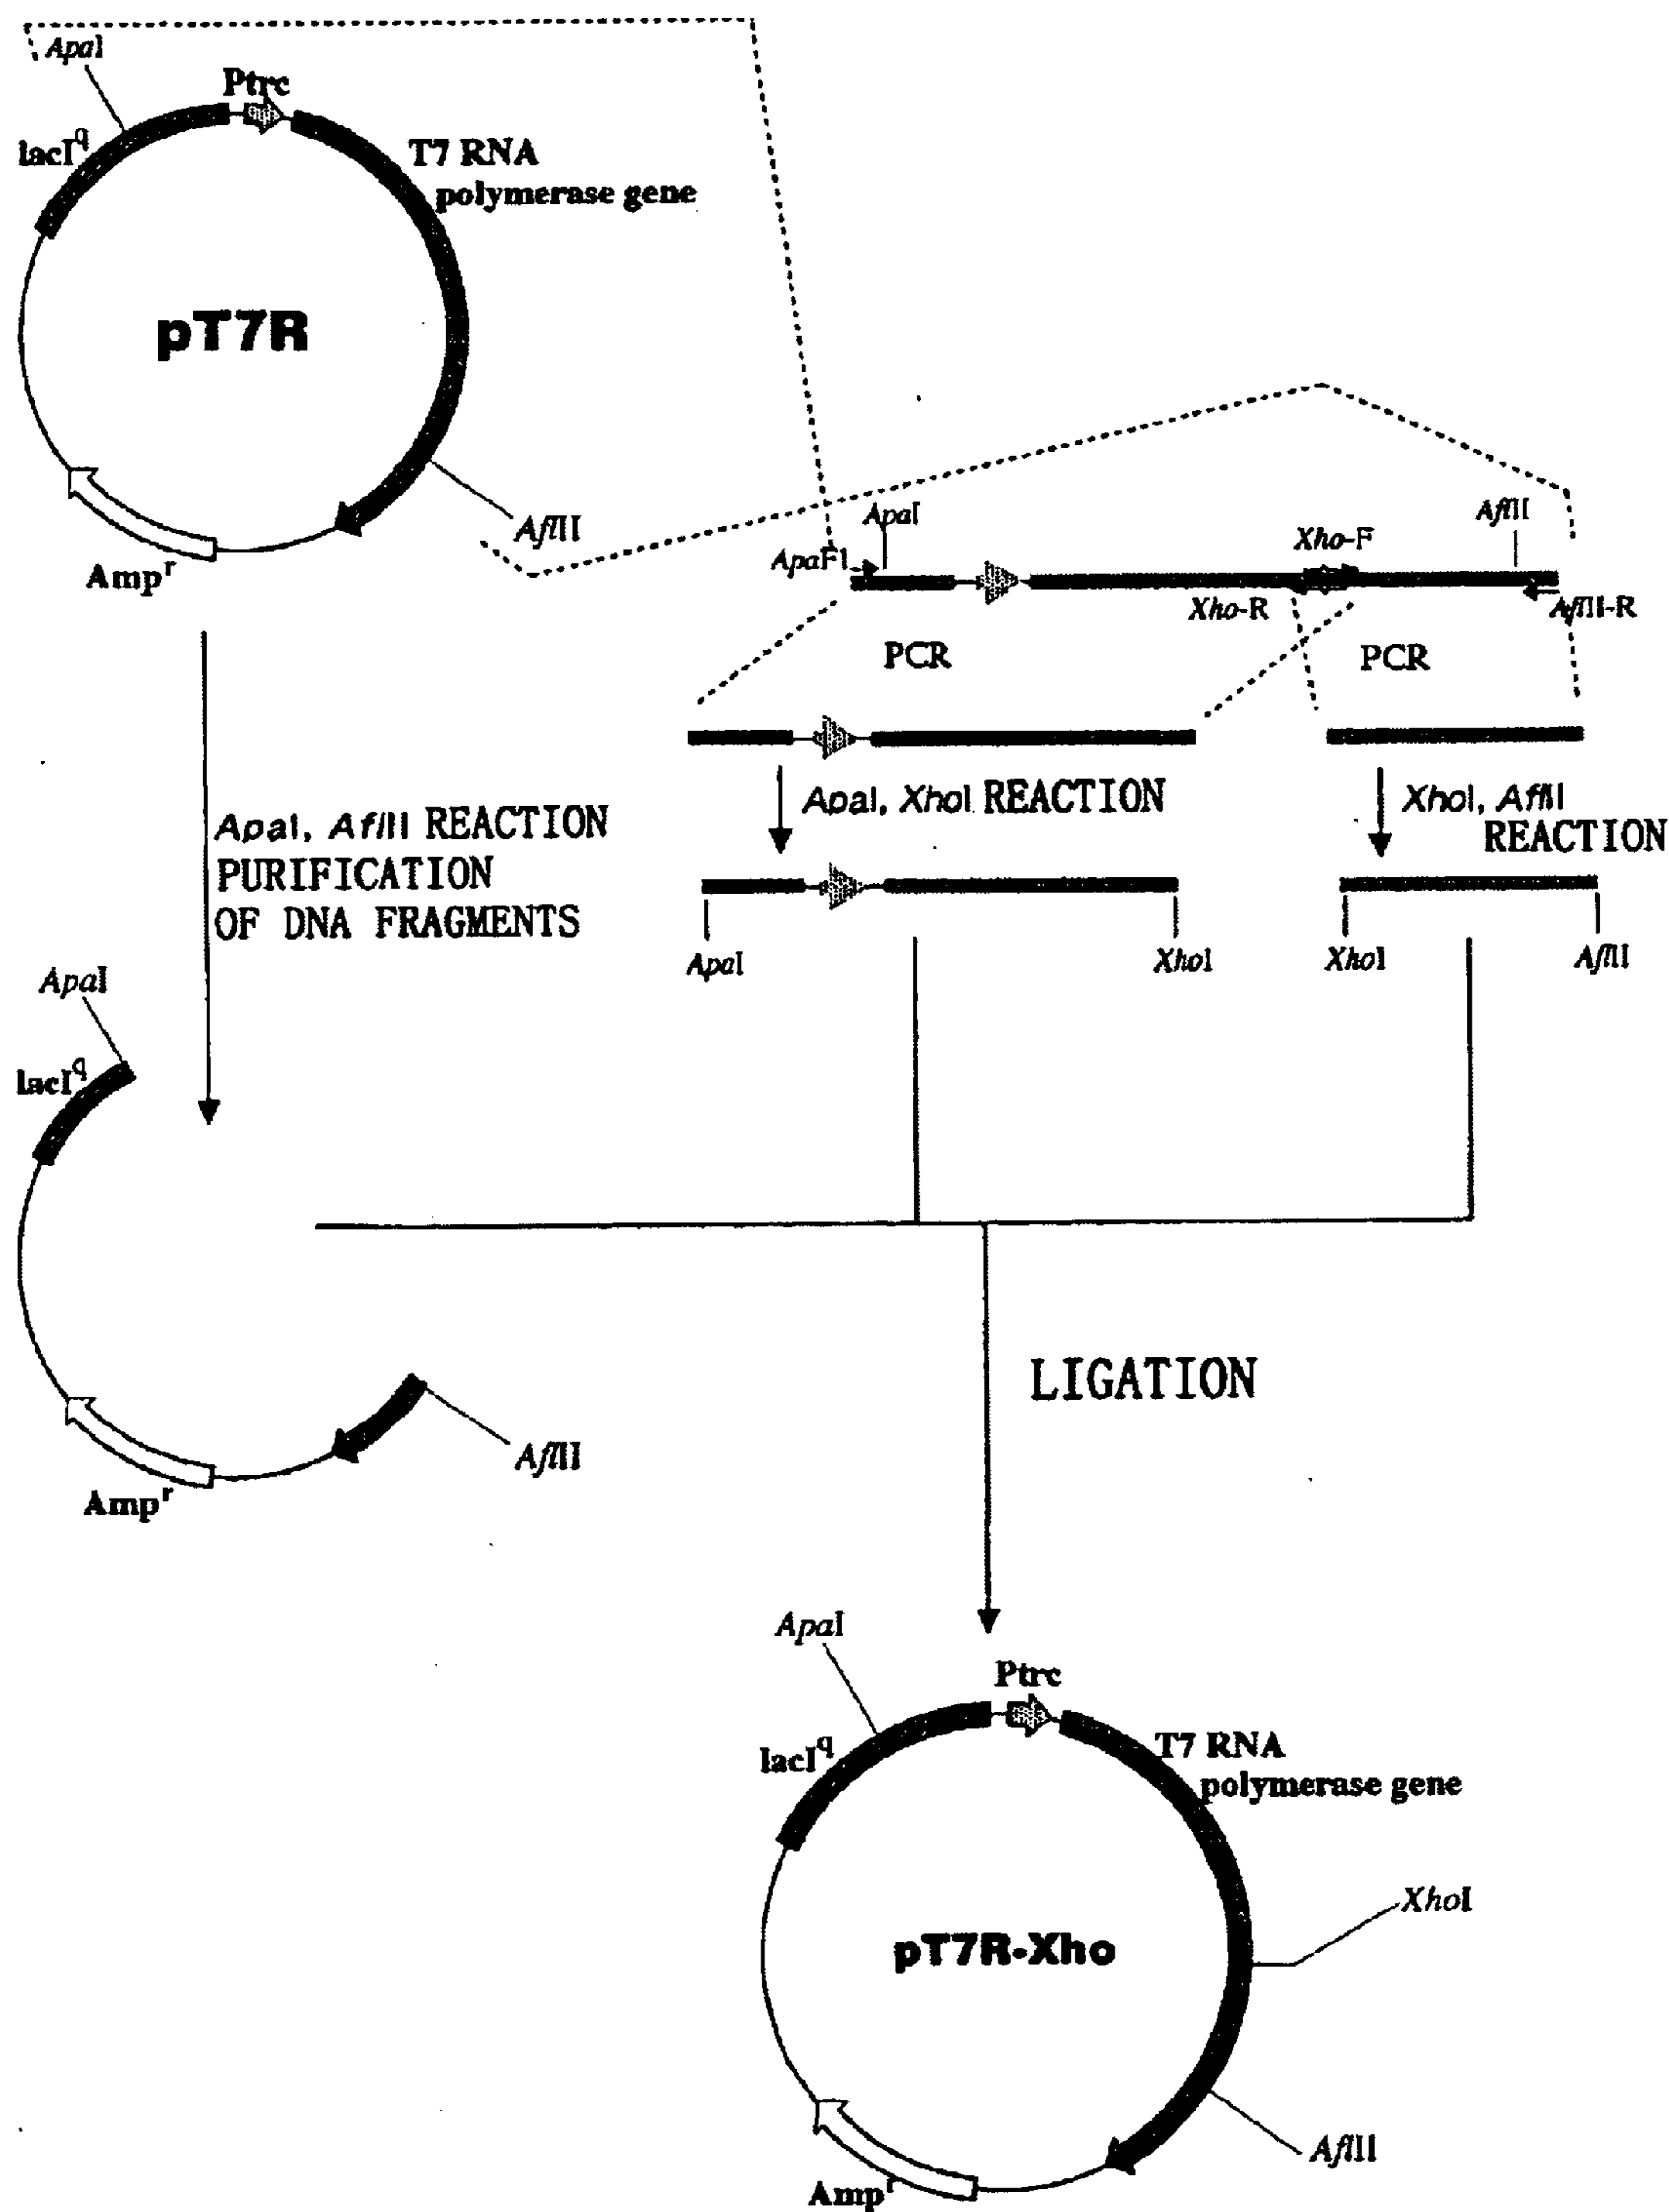 ApaI
Ptrc
lacI^q
T7 RNA
polymerase gene
pT7R
AflII
Amp^r
ApaI
AflII
Xho-F
ApaF1
Xho-R
AflII-R
PCR
PCR
ApaI, XhoI REACTION
XhoI, AflII
REACTION
ApaI, AflII REACTION
PURIFICATION
OF DNA FRAGMENTS
ApaI
XhoI
XhoI
AflII
ApaI
lacI^q
AflII
Amp^r
LIGATION
ApaI
Ptrc
lacI^q
T7 RNA
polymerase gene
XhoI
pT7R-Xho
AflII
Amp^r